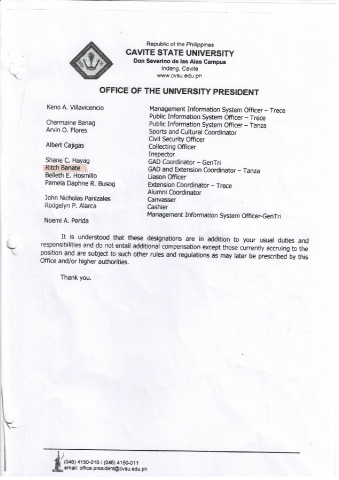 Republic of the Philippines
CAVITE STATE UNIVERSITY
Don Severino de las Alas Campus
Indang, Cavite
www.cvsu.edu.ph
OFFICE OF THE UNIVERSITY PRESIDENT
Keno A. Villavicencio Management Information System Officer – Trece
Public Information System Officer – Trece
Charmaine Banag Public Information System Officer – Tanza
Arvin O. Flores Sports and Cultural Coordinator
Civil Security Officer
Albert Cajigas Collecting Officer
Inspector
Shane C. Hayag GAD Coordinator – GenTri
Ritch Banate GAD and Extension Coordinator – Tanza
Belleth E. Hosmillo Liason Officer
Pamela Daphne R. Busog Extension Coordinator – Trece
Alumni Coordinator
John Nicholas Panizales Canvasser
Rodgelyn P. Alarca Cashier
Management Information System Officer-GenTri
Noemi A. Perida
It is understood that these designations are in addition to your usual duties and
responsibilities and do not entail additional compensation except those currently accruing to the
position and are subject to such other rules and regulations as may later be prescribed by this
Office and/or higher authorities.
Thank you.
(046) 4150-010 / (046) 4150-011
email: office.president@cvsu.edu.ph